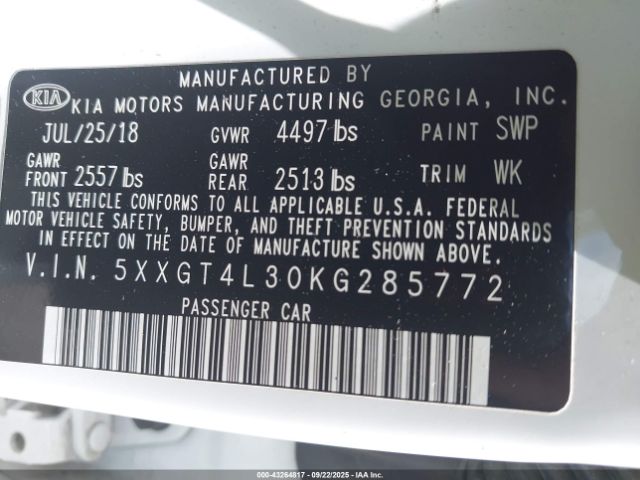 MANUFACTURED BY
KIA KIA MOTORS MANUFACTURING GEORGIA, INC.
JUL/25/18 GVWR 4497 lbs PAINT SWP
GAWR FRONT 2557 lbs GAWR REAR 2513 lbs TRIM WK
THIS VEHICLE CONFORMS TO ALL APPLICABLE U.S.A. FEDERAL
MOTOR VEHICLE SAFETY, BUMPER, AND THEFT PREVENTION STANDARDS
IN EFFECT ON THE DATE OF MANUFACTURE SHOWN ABOVE.
V.I.N. 5XXGT4L30KG285772
PASSENGER CAR
000-43264817 - 09/22/2025 - COPYRIGHT IAA, LLC.